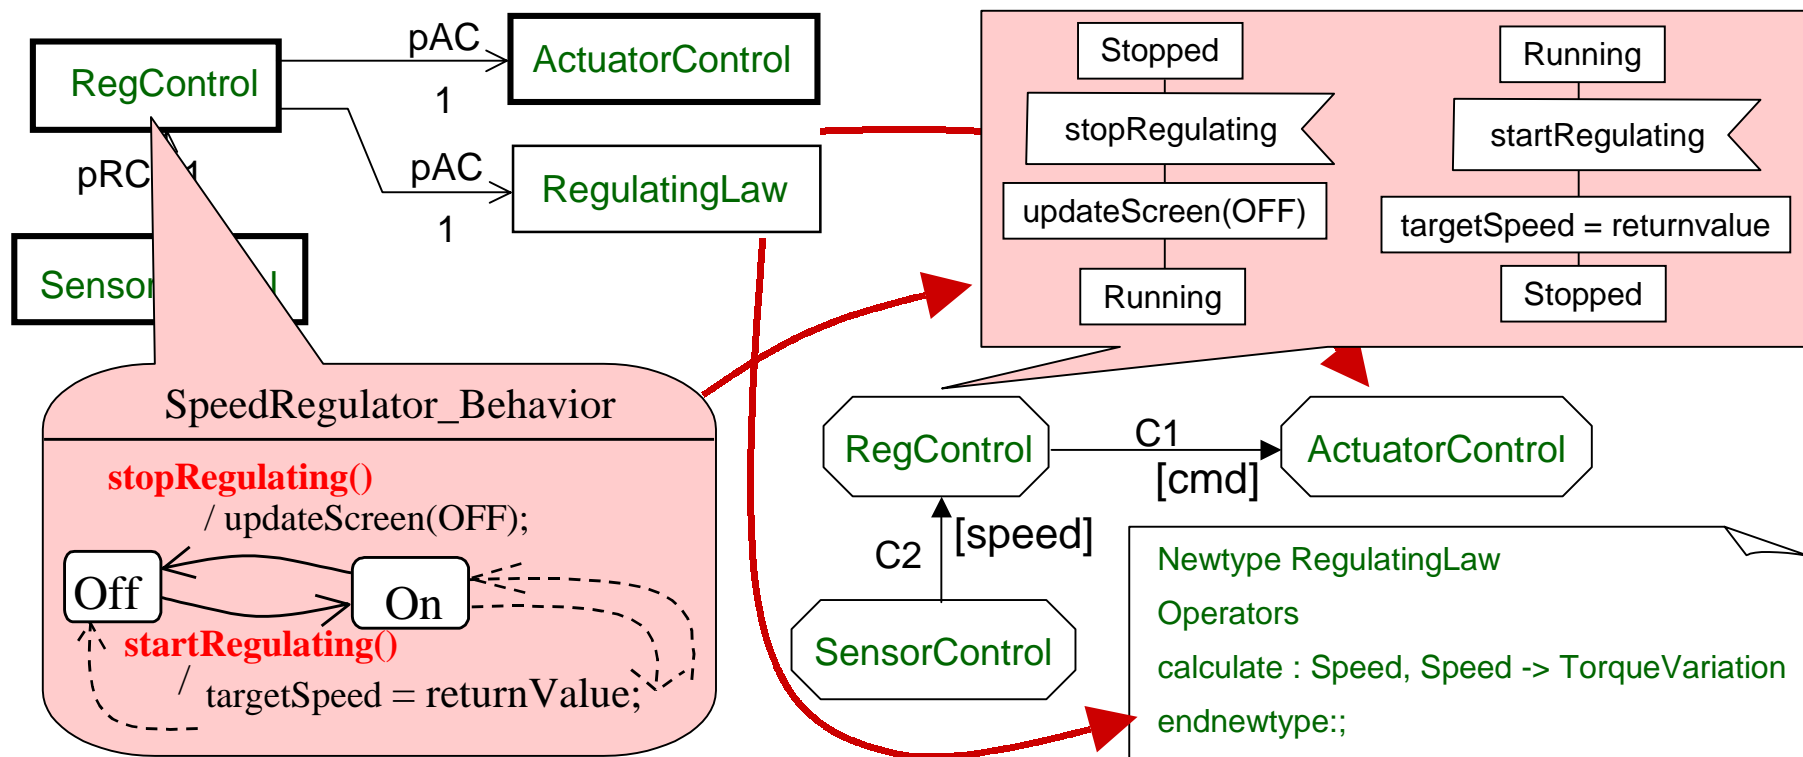 RegControl
pAC
1
ActuatorControl
pAC
1
RegulatingLaw
pRC 1
Sensor l
SpeedRegulator_Behavior
stopRegulating()
/ updateScreen(OFF);
Off
On
startRegulating()
/ targetSpeed = returnValue;
Stopped
stopRegulating
updateScreen(OFF)
Running
Running
startRegulating
targetSpeed = returnvalue
Stopped
RegControl
C1
[cmd]
ActuatorControl
C2
[speed]
SensorControl
Newtype RegulatingLaw
Operators
calculate : Speed, Speed -> TorqueVariation
endnewtype:;